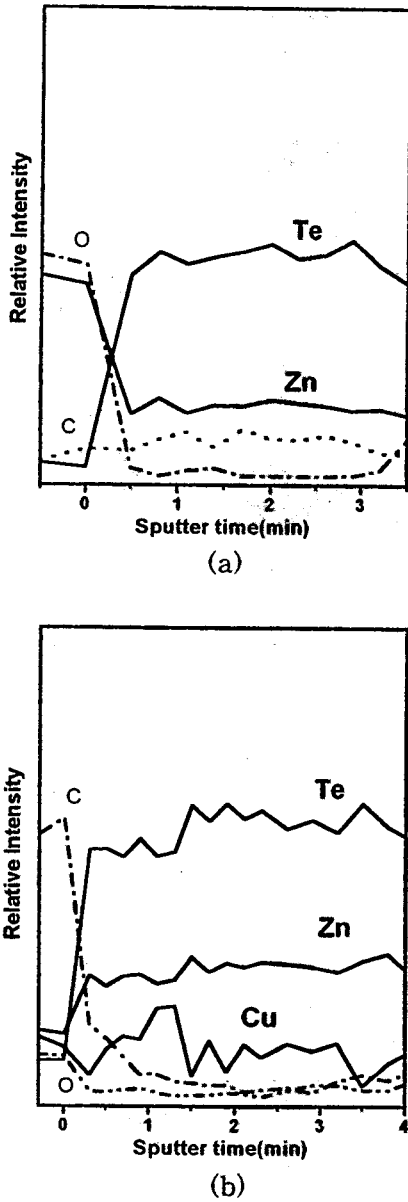 Relative Intensity
O
Te
Zn
C
0 1 2 3
Sputter time(min)
(a)
Relative Intensity
C
Te
Zn
Cu
O
0 1 2 3 4
Sputter time(min)
(b)